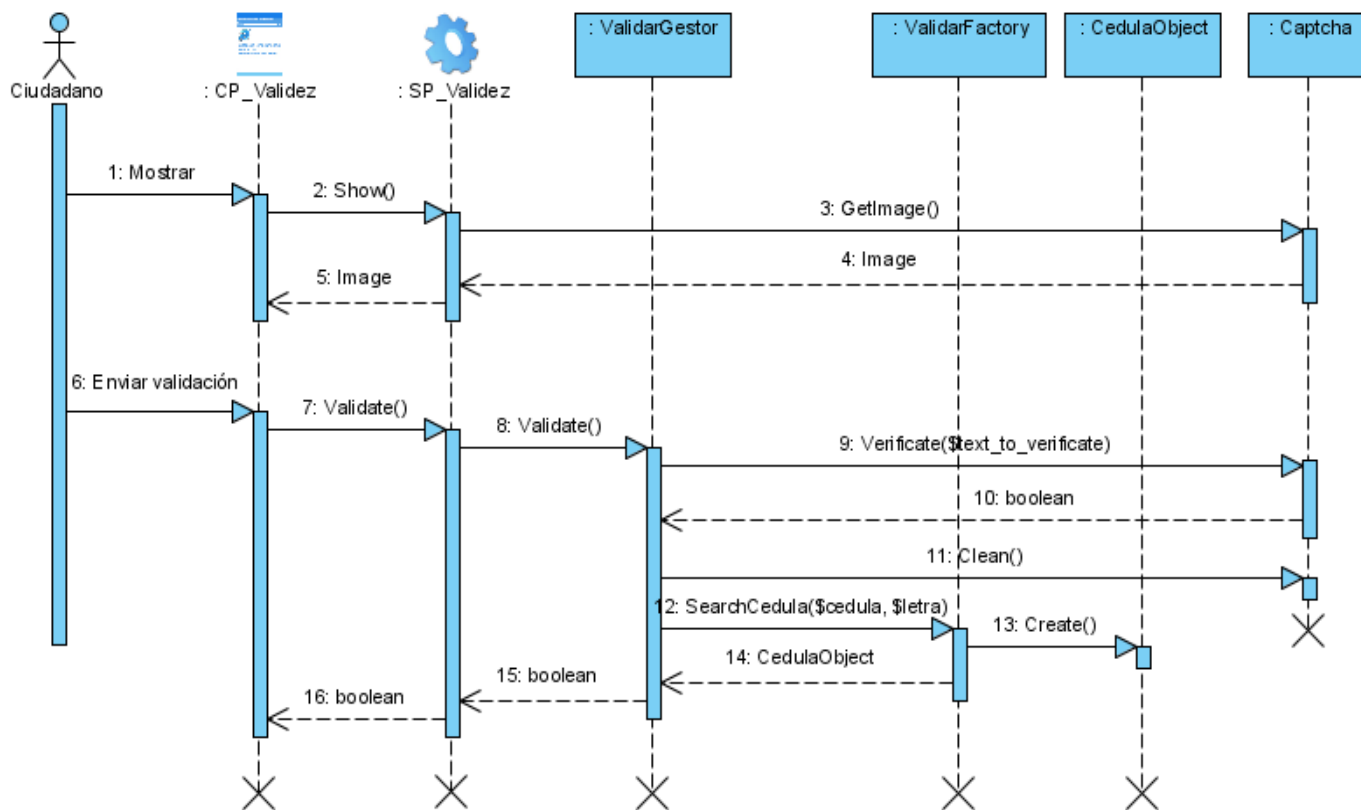 : ValidarGestor
: ValidarFactory
: CedulaObject
: Captcha
Ciudadano
: CP_Validez
: SP_Validez
1: Mostrar
2: Show()
3: GetImage()
4: Image
5: Image
6: Enviar validación
7: Validate()
8: Validate()
9: Verificate($text_to_verificate)
10: boolean
11: Clean()
12: SearchCedula($cedula, $letra)
13: Create()
14: CedulaObject
15: boolean
16: boolean